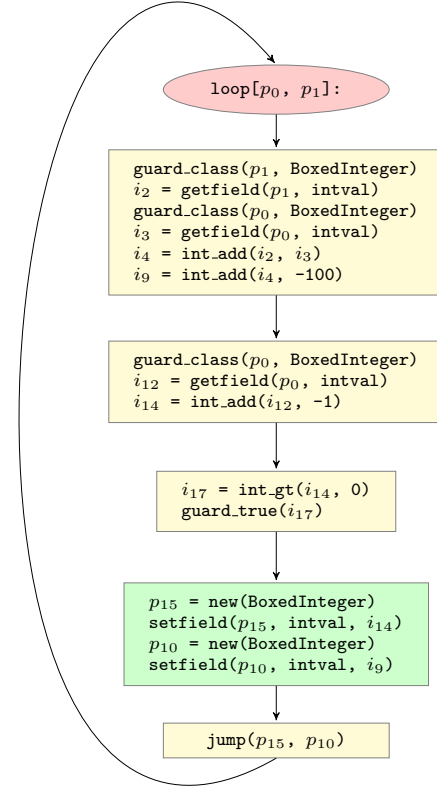 loop[p₀, p₁]:
guard_class(p₁, BoxedInteger)
i₂ = getfield(p₁, intval)
guard_class(p₀, BoxedInteger)
i₃ = getfield(p₀, intval)
i₄ = int_add(i₂, i₃)
i₉ = int_add(i₄, -100)
guard_class(p₀, BoxedInteger)
i₁₂ = getfield(p₀, intval)
i₁₄ = int_add(i₁₂, -1)
i₁₇ = int_gt(i₁₄, 0)
guard_true(i₁₇)
p₁₅ = new(BoxedInteger)
setfield(p₁₅, intval, i₁₄)
p₁₀ = new(BoxedInteger)
setfield(p₁₀, intval, i₉)
jump(p₁₅, p₁₀)